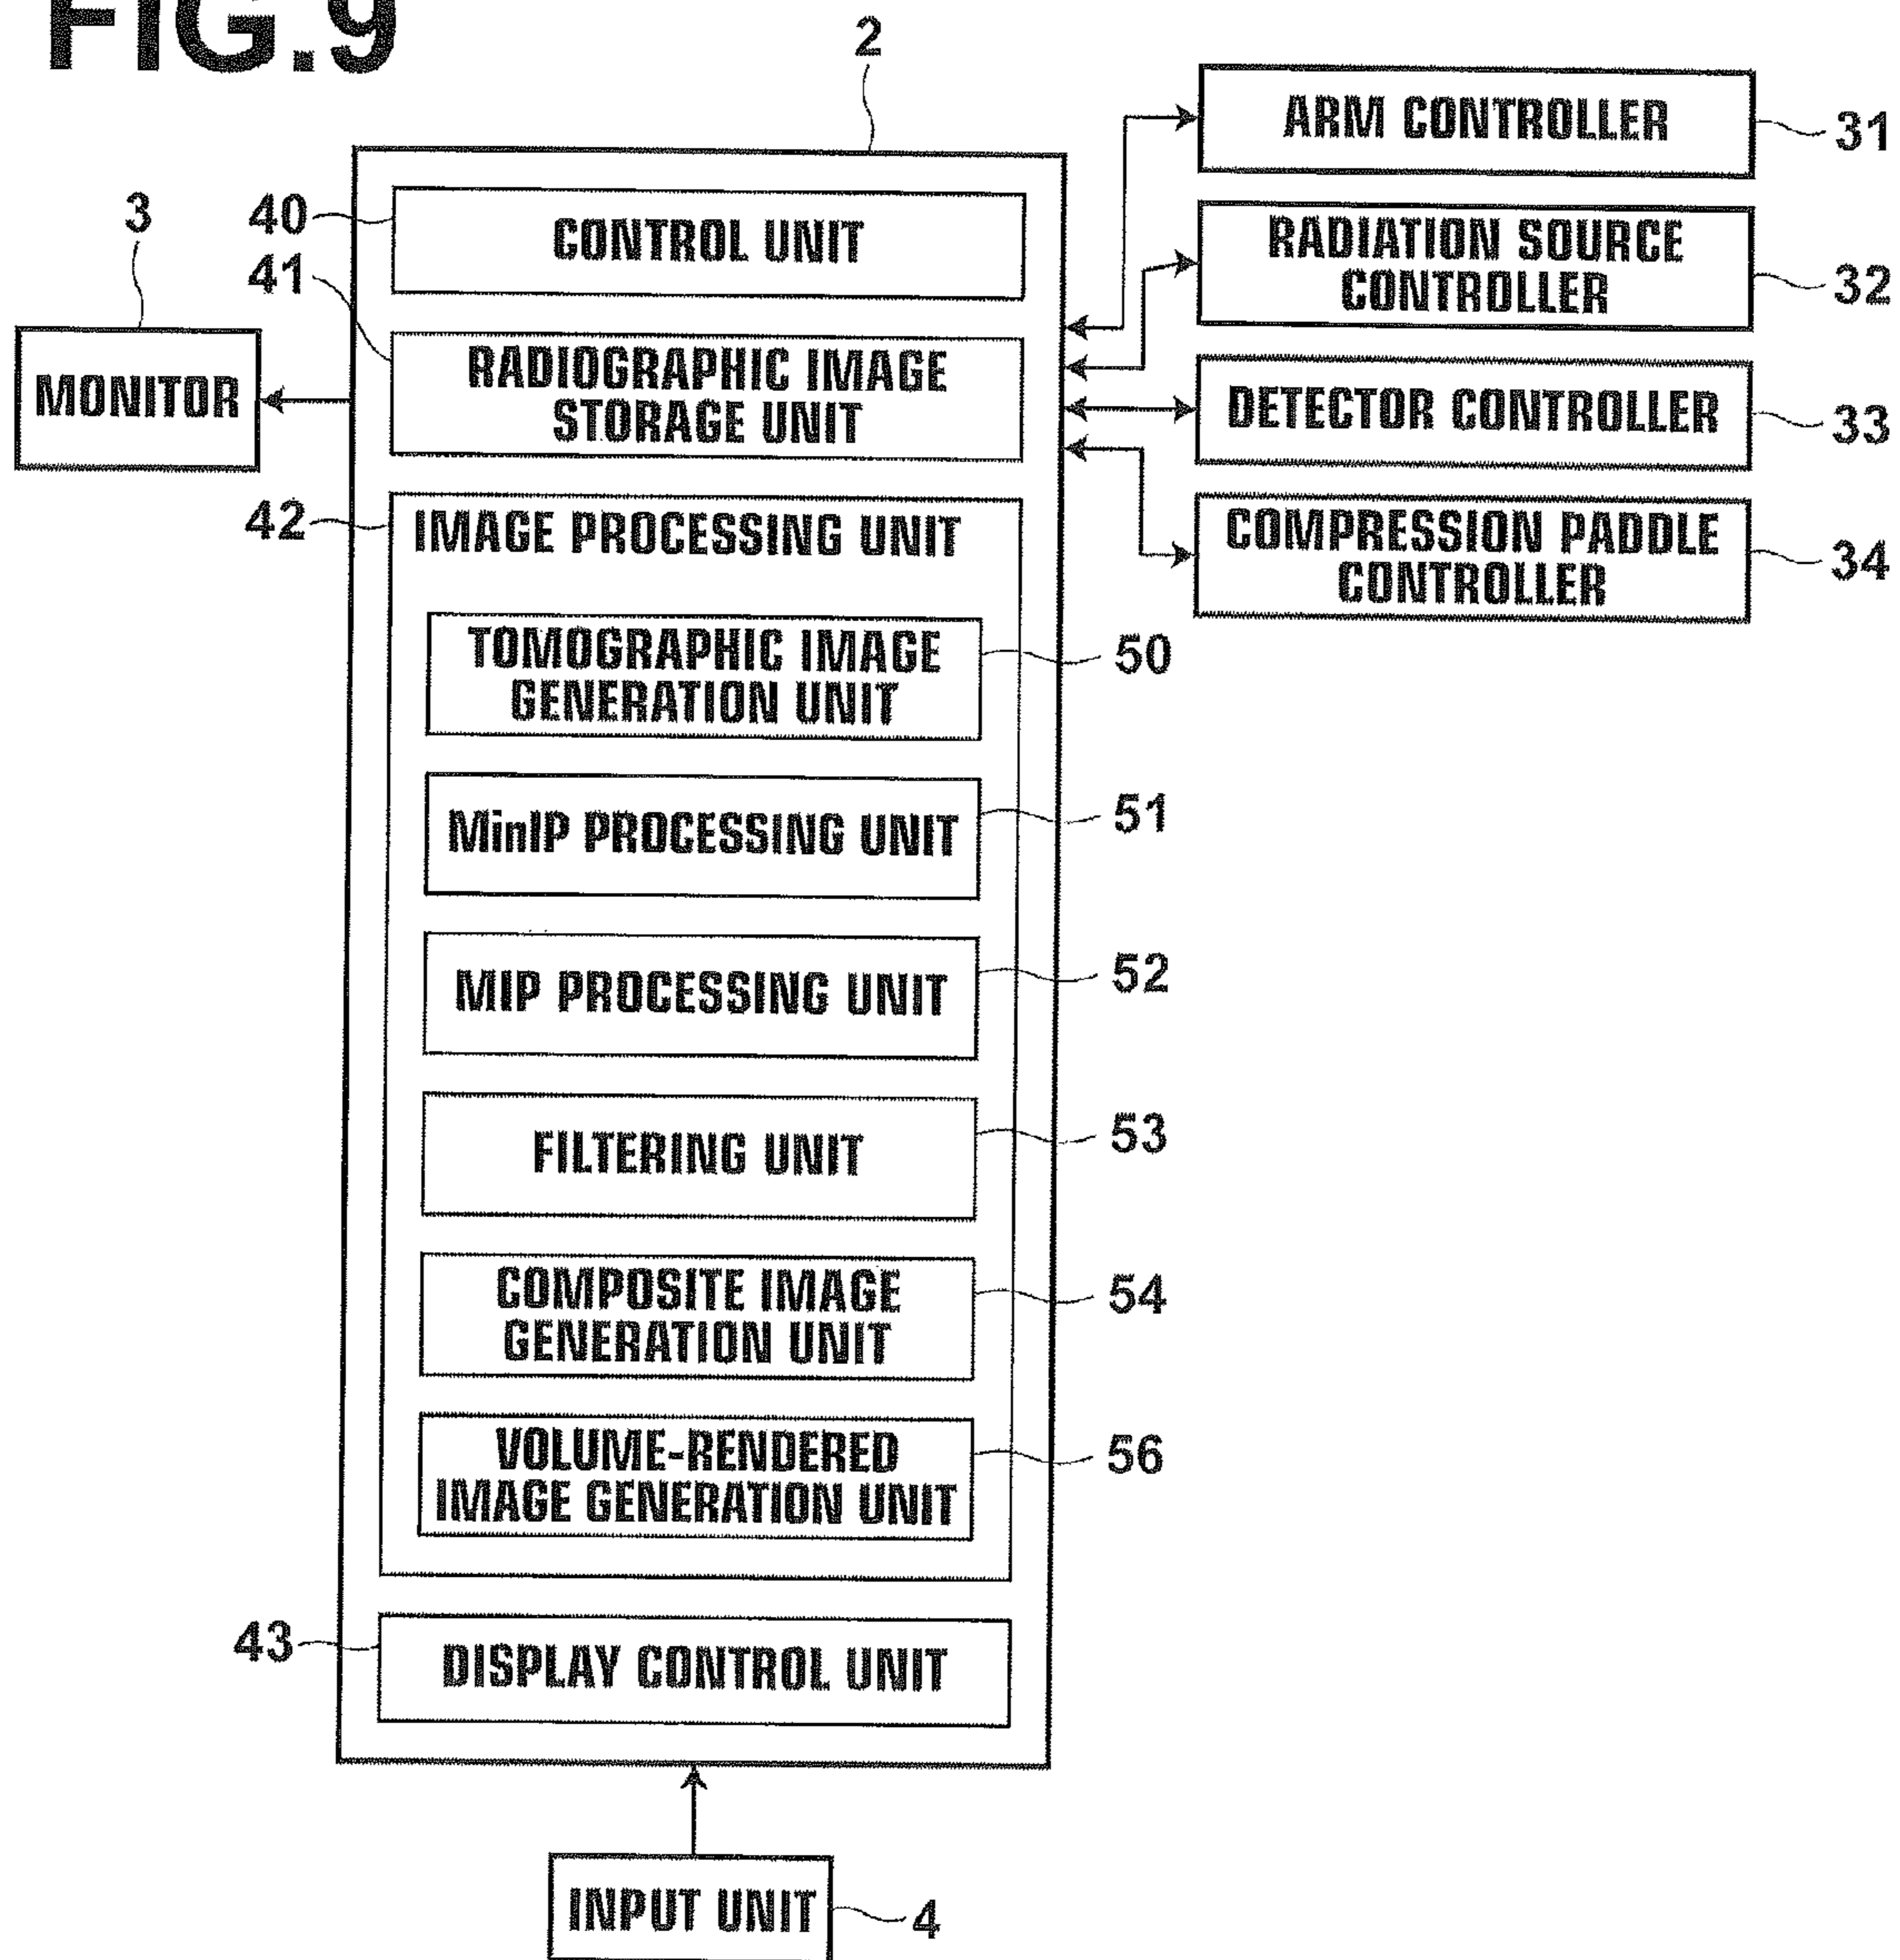 FIG.9
2
ARM CONTROLLER
31
3
40
CONTROL UNIT
RADIATION SOURCE
CONTROLLER
32
41
MONITOR
RADIOGRAPHIC IMAGE
STORAGE UNIT
DETECTOR CONTROLLER
33
42
IMAGE PROCESSING UNIT
COMPRESSION PADDLE
CONTROLLER
34
TOMOGRAPHIC IMAGE
GENERATION UNIT
50
MinIP PROCESSING UNIT
51
MIP PROCESSING UNIT
52
FILTERING UNIT
53
COMPOSITE IMAGE
GENERATION UNIT
54
VOLUME-RENDERED
IMAGE GENERATION UNIT
56
43
DISPLAY CONTROL UNIT
INPUT UNIT
4